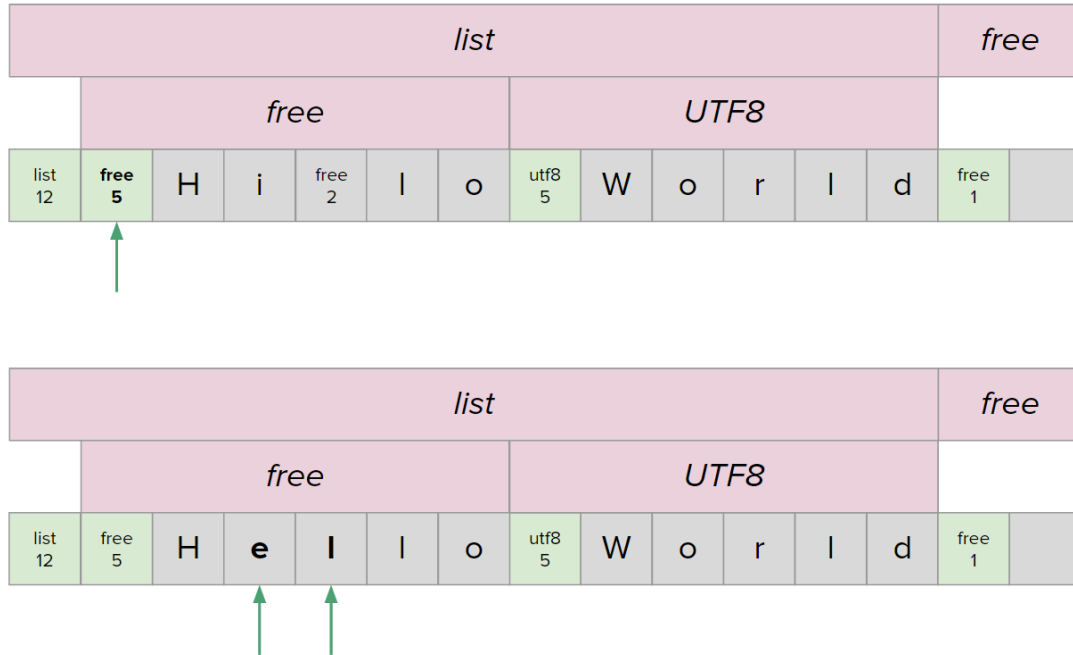 list free
free UTF8
list 12 free 5 H i free 2 l o utf8 5 W o r l d free 1
list free
free UTF8
list 12 free 5 H e l l o utf8 5 W o r l d free 1